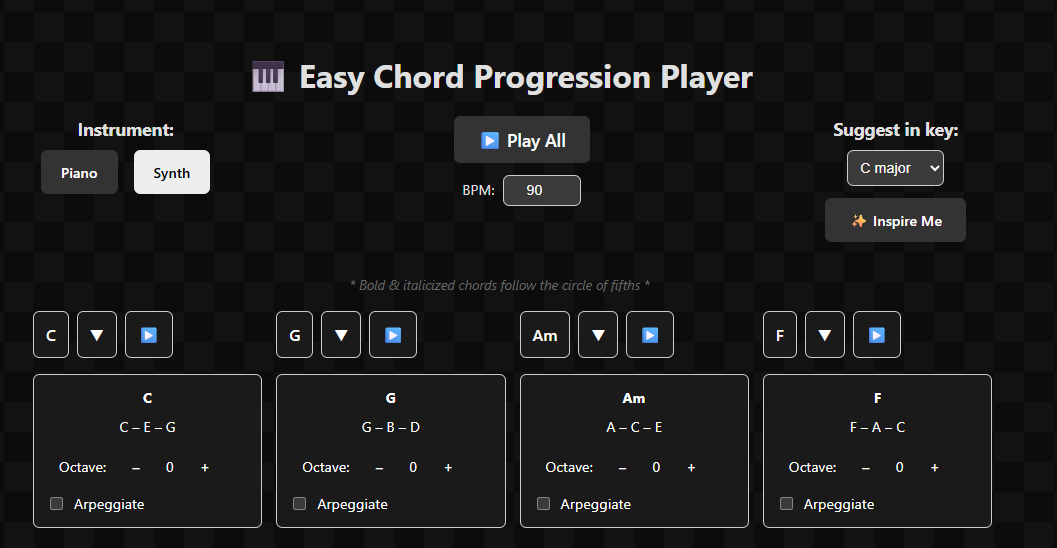 Easy Chord Progression Player
Instrument:
Piano
Synth
Play All
BPM: 90
Suggest in key:
C major
Inspire Me
* Bold & italicized chords follow the circle of fifths *
C
G
Am
F
C
C – E – G
Octave: – 0 +
Arpeggiate
G
G – B – D
Octave: – 0 +
Arpeggiate
Am
A – C – E
Octave: – 0 +
Arpeggiate
F
F – A – C
Octave: – 0 +
Arpeggiate